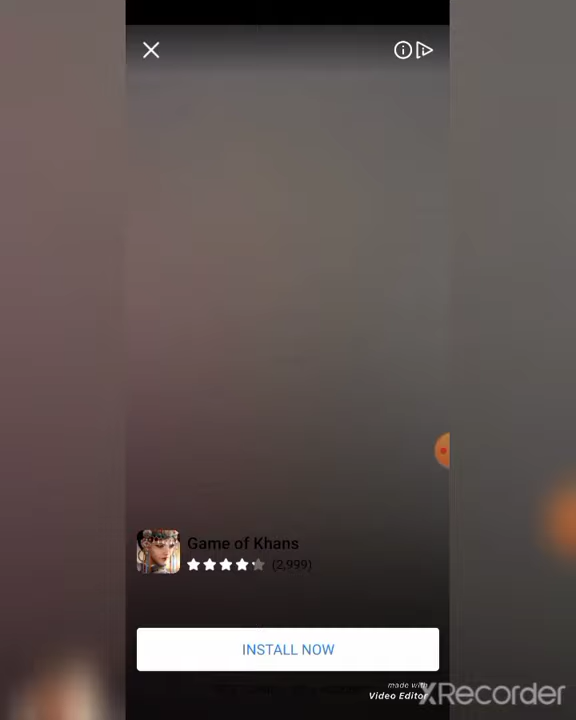 Game of Khans
(2,999)
INSTALL NOW
made with
Video Editor
XRecorder